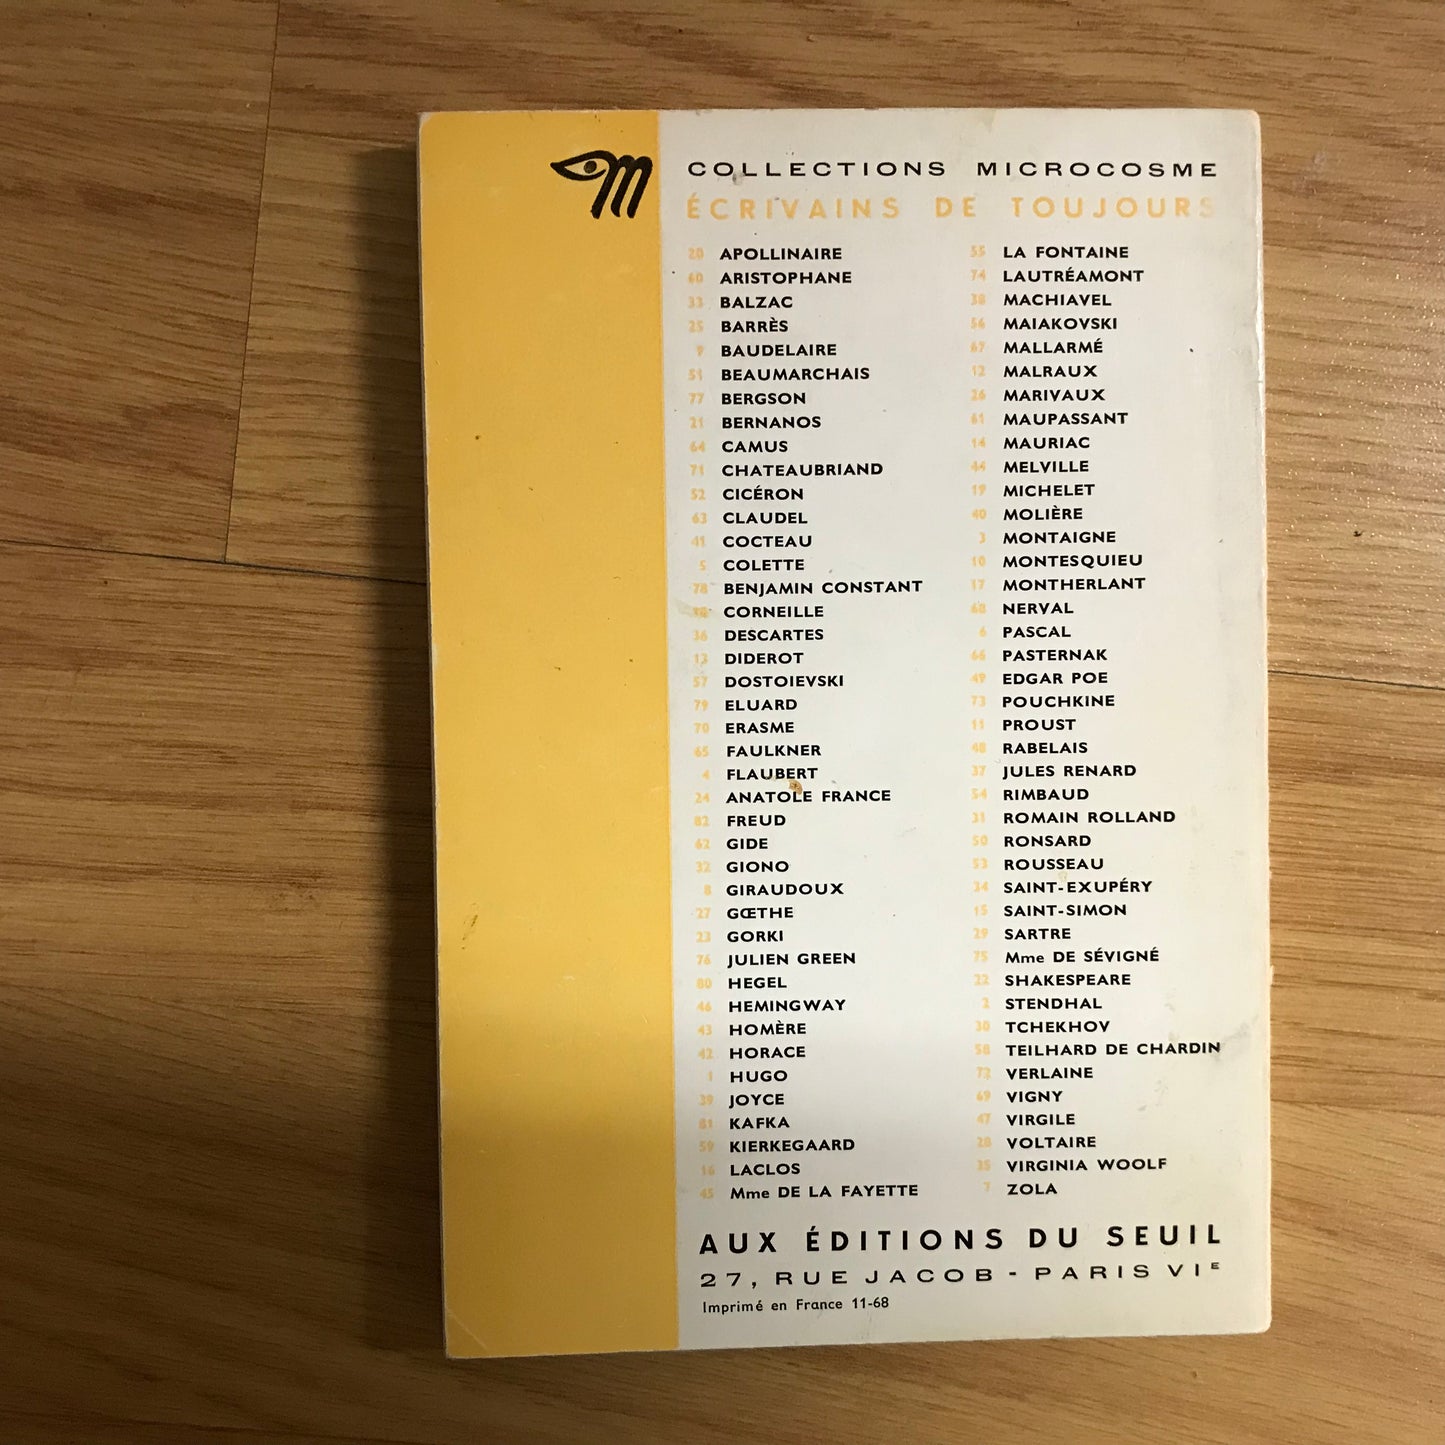 COLLECTIONS MICROCOSME
ÉCRIVAINS DE TOUJOURS
20 APOLLINAIRE
60 ARISTOPHANE
33 BALZAC
25 BARRÈS
9 BAUDELAIRE
51 BEAUMARCHAIS
77 BERGSON
21 BERNANOS
64 CAMUS
71 CHATEAUBRIAND
52 CICÉRON
63 CLAUDEL
41 COCTEAU
5 COLETTE
78 BENJAMIN CONSTANT
CORNEILLE
36 DESCARTES
13 DIDEROT
57 DOSTOIEVSKI
79 ELUARD
70 ERASME
65 FAULKNER
4 FLAUBERT
24 ANATOLE FRANCE
82 FREUD
62 GIDE
32 GIONO
8 GIRAUDOUX
27 GŒTHE
23 GORKI
76 JULIEN GREEN
80 HEGEL
46 HEMINGWAY
43 HOMÈRE
42 HORACE
1 HUGO
39 JOYCE
81 KAFKA
59 KIERKEGAARD
16 LACLOS
45 Mme DE LA FAYETTE
55 LA FONTAINE
74 LAUTRÉAMONT
38 MACHIAVEL
56 MAIAKOVSKI
67 MALLARMÉ
12 MALRAUX
26 MARIVAUX
61 MAUPASSANT
14 MAURIAC
44 MELVILLE
19 MICHELET
40 MOLIÈRE
3 MONTAIGNE
10 MONTESQUIEU
17 MONTHERLANT
68 NERVAL
6 PASCAL
66 PASTERNAK
49 EDGAR POE
73 POUCHKINE
11 PROUST
48 RABELAIS
37 JULES RENARD
54 RIMBAUD
31 ROMAIN ROLLAND
50 RONSARD
53 ROUSSEAU
34 SAINT-EXUPÉRY
15 SAINT-SIMON
29 SARTRE
75 Mme DE SÉVIGNÉ
22 SHAKESPEARE
2 STENDHAL
30 TCHEKHOV
58 TEILHARD DE CHARDIN
72 VERLAINE
69 VIGNY
47 VIRGILE
28 VOLTAIRE
35 VIRGINIA WOOLF
7 ZOLA
AUX ÉDITIONS DU SEUIL
27, RUE JACOB - PARIS VIᴱ
Imprimé en France 11-68